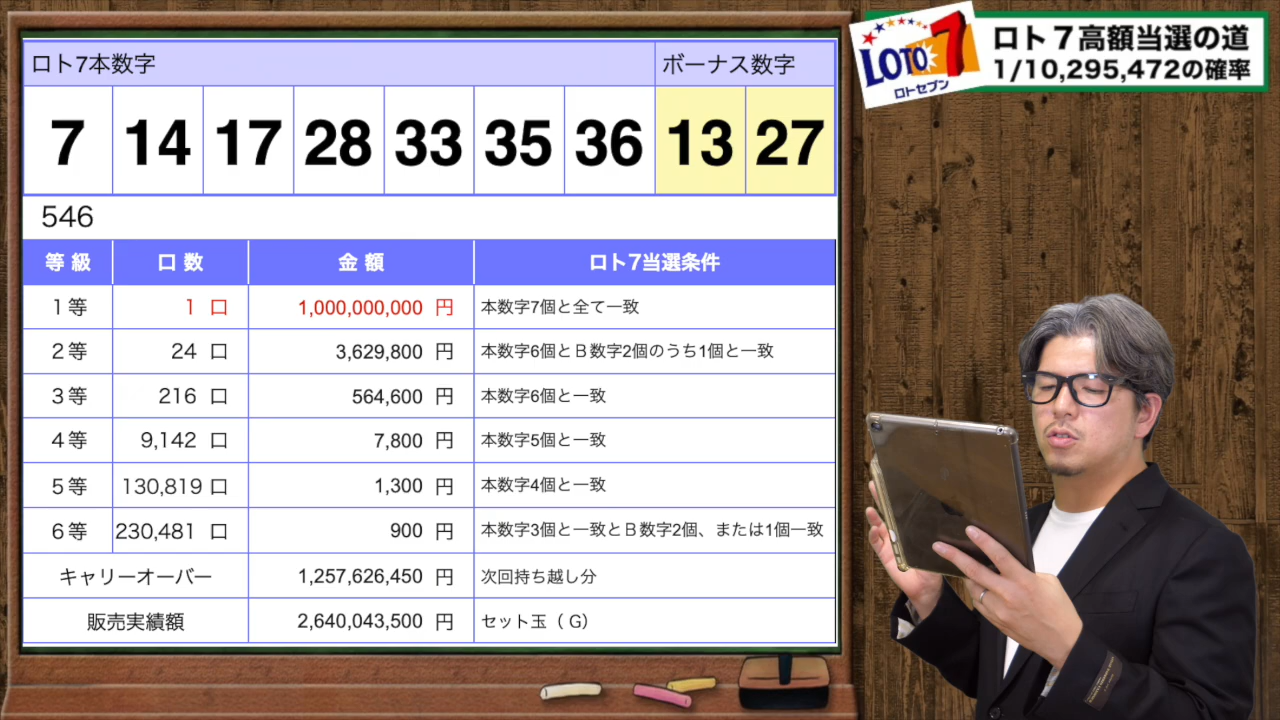 LOTO 7
ロトセブン
ロト7高額当選の道
1/10,295,472の確率
ロト7本数字 ボーナス数字
7 14 17 28 33 35 36 13 27
546
等級 口数 金額 ロト7当選条件
1等 1 口 1,000,000,000 円 本数字7個と全て一致
2等 24 口 3,629,800 円 本数字6個とB数字2個のうち1個と一致
3等 216 口 564,600 円 本数字6個と一致
4等 9,142 口 7,800 円 本数字5個と一致
5等 130,819 口 1,300 円 本数字4個と一致
6等 230,481 口 900 円 本数字3個と一致とB数字2個、または1個一致
キャリーオーバー 1,257,626,450 円 次回持ち越し分
販売実績額 2,640,043,500 円 セット玉（ G）